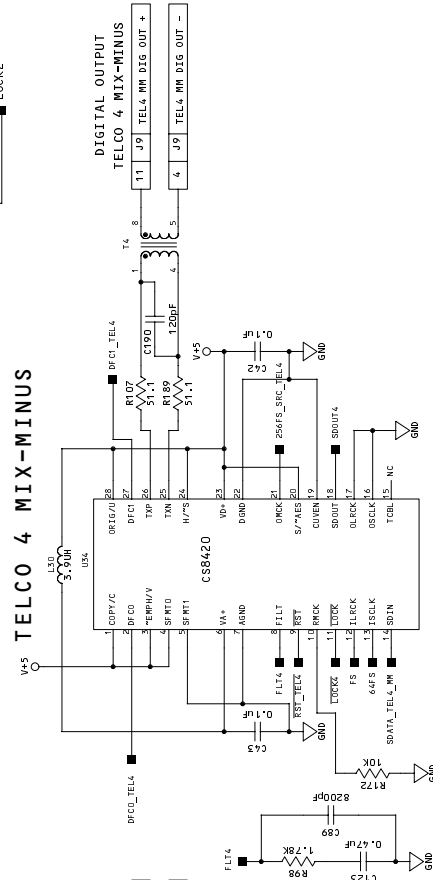 TELCO 4 MIX-MINUS
DIGITAL OUTPUT
TELCO 4 MIX-MINUS
11 J9 TEL4 MM DIG OUT +
4 J9 TEL4 MM DIG OUT -
8
5
T4
1
4
C190
120pF
DFC1_TEL4
R107
51.1
R189
51.1
V+5
C42
0.1uF
GND
256FS_SRC_TEL4
SDOUT4
GND
L30
3.9UH
U34
CS8420
28 ORIG/U
27 DFC1
26 TXP
25 TXN
24 H/~S
23 VD+
22 DGND
21 OMCK
20 S/~AES
19 CUVEN
18 SDOUT
17 OLRCK
16 OSCLK
15 TCBL
NC
1 COPY/C
2 DFC0
3 ~EMPH/V
4 SFMT0
5 SFMT1
6 VA+
7 AGND
8 FILT
9 RST
10 RMCK
11 LOCK
12 ILRCK
13 ISCLK
14 SDIN
V+5
DFC0_TEL4
C43
0.1uF
GND
FLT4
RST_TEL4
LOCK4
FS
64FS
SDATA_TEL4_MM
R172
10K
GND
FLT4
C89
8200pF
R98
1.78K
C123
0.47uF
GND